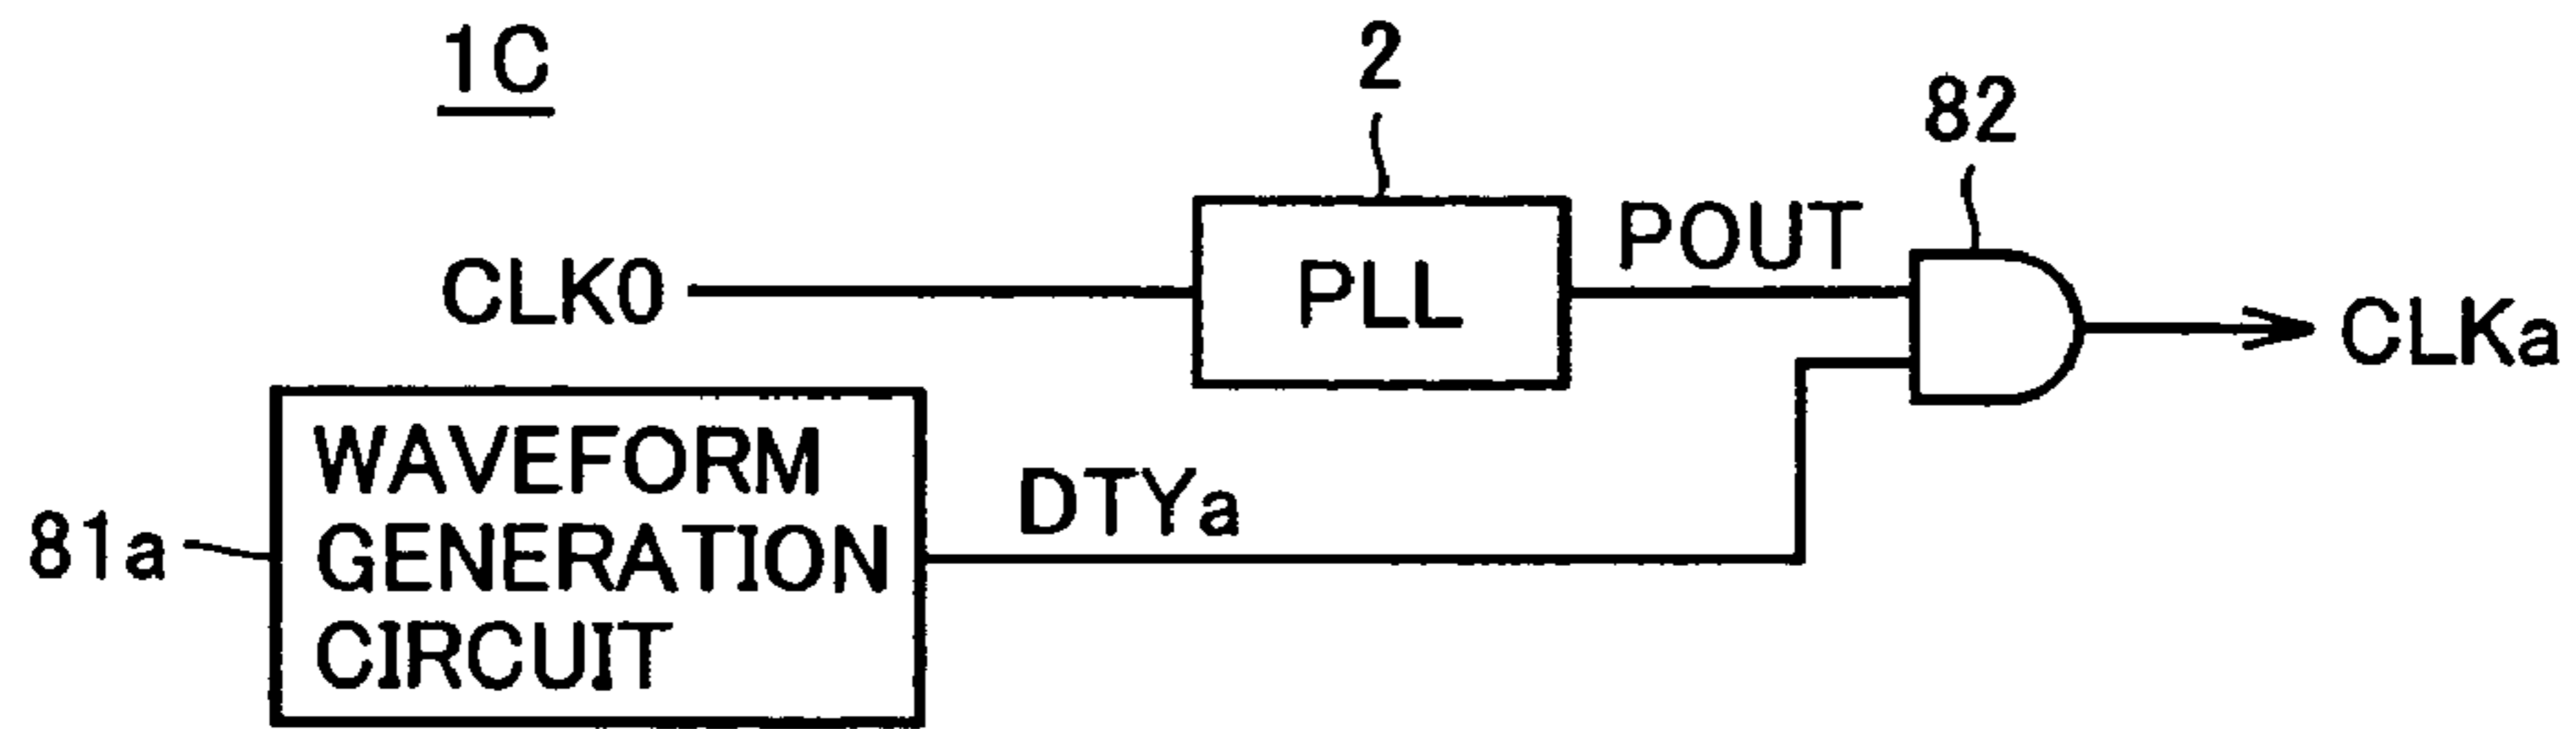 1C
2
82
CLK0
PLL
POUT
CLKa
81a
WAVEFORM
GENERATION
CIRCUIT
DTYa